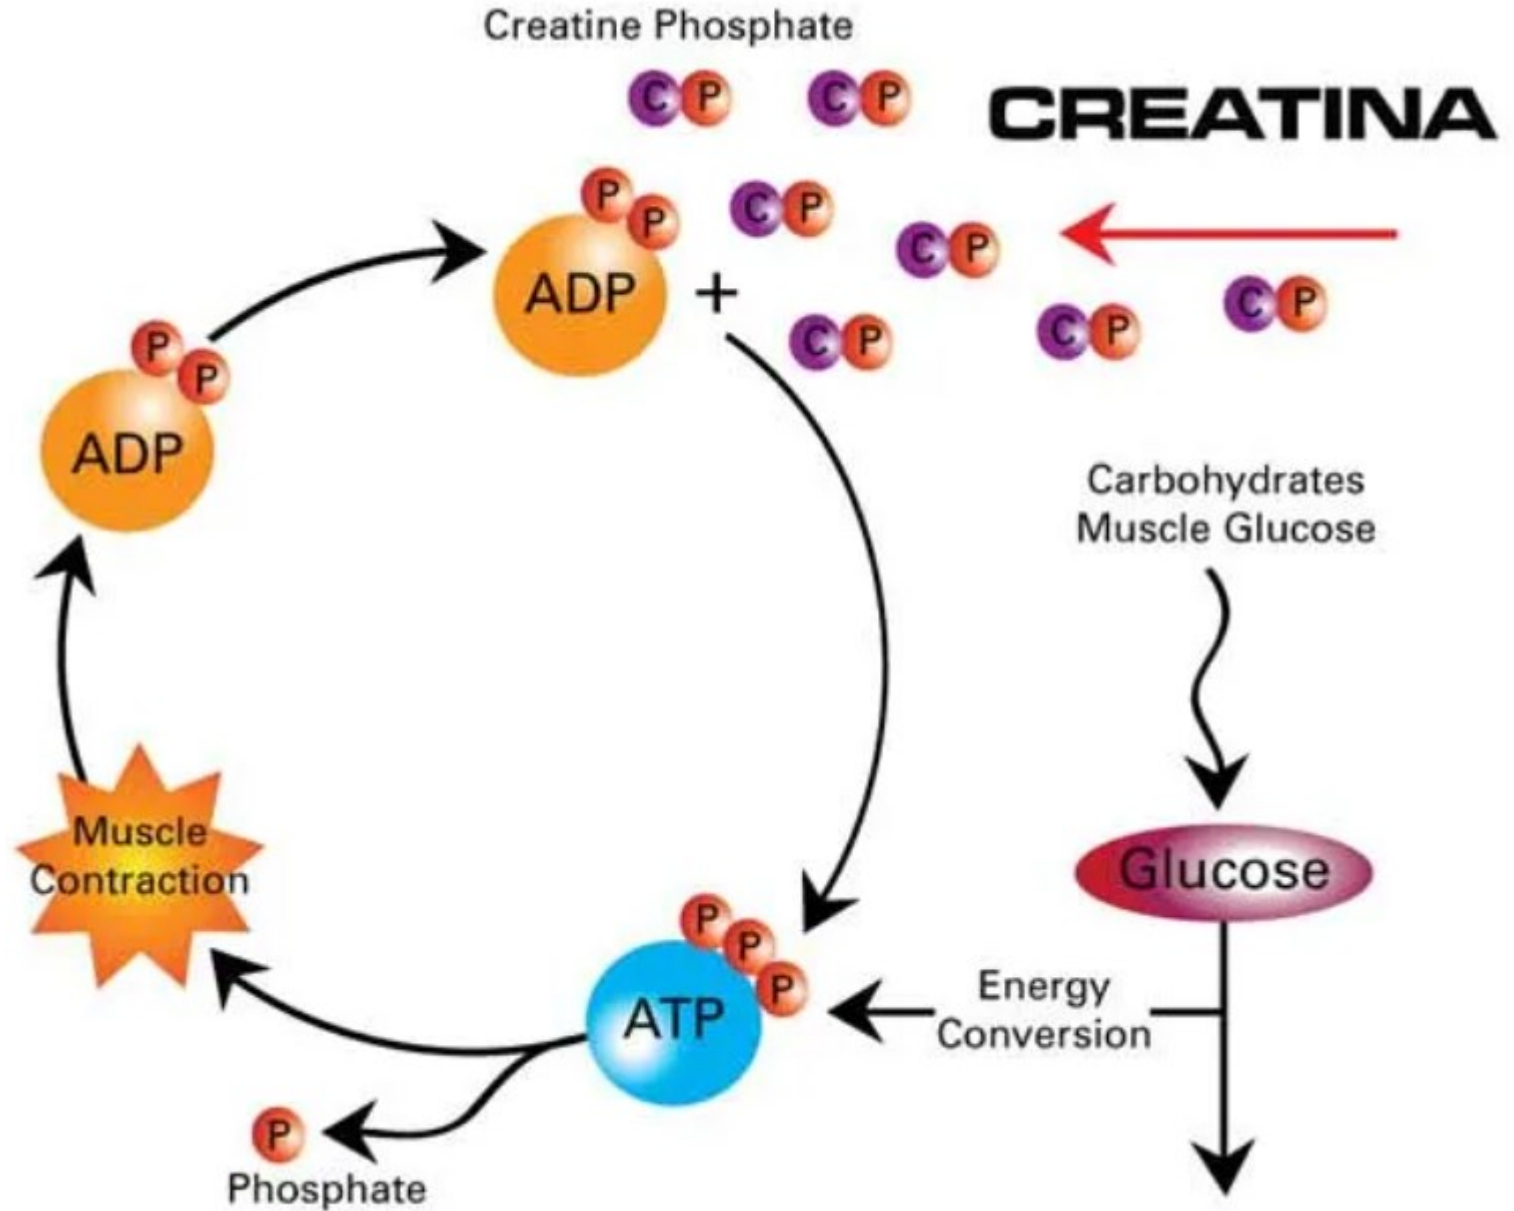 Creatine Phosphate
C P
C P
CREATINA
P
P
C P
C P
C P
C P
C P
ADP
+
P
P
ADP
Carbohydrates
Muscle Glucose
Muscle
Contraction
Glucose
P
P
P
ATP
Energy
Conversion
P
Phosphate